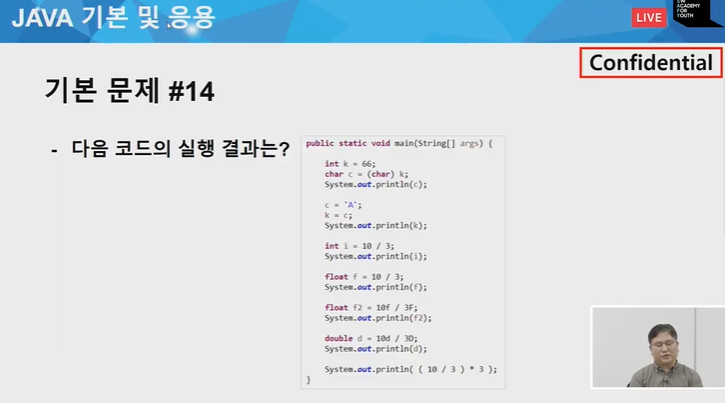 JAVA 기본 및 응용
LIVE
SW
ACADEMY
FOR
YOUTH
Confidential
기본 문제 #14
- 다음 코드의 실행 결과는?
public static void main(String[] args) {
int k = 66;
char c = (char) k;
System.out.println(c);
c = 'A';
k = c;
System.out.println(k);
int i = 10 / 3;
System.out.println(i);
float f = 10 / 3;
System.out.println(f);
float f2 = 10f / 3F;
System.out.println(f2);
double d = 10d / 3D;
System.out.println(d);
System.out.println( ( 10 / 3 ) * 3 );
}